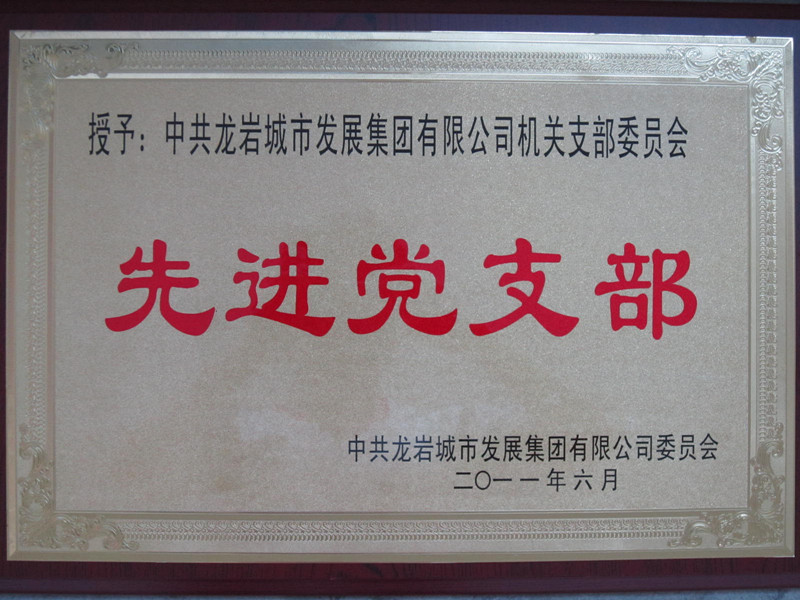 授予：中共龙岩城市发展集团有限公司机关支部委员会
先进党支部
中共龙岩城市发展集团有限公司委员会
二〇一一年六月